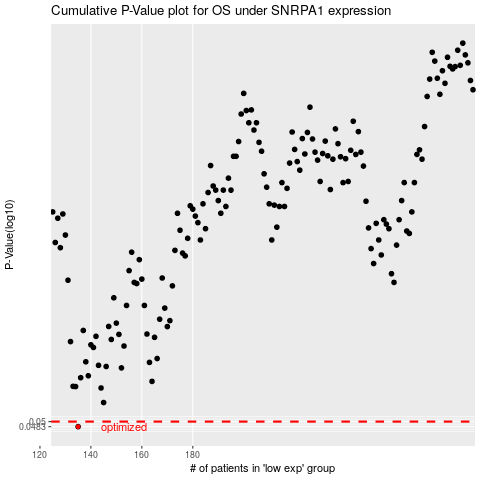 Cumulative P-Value plot for OS under SNRPA1 expression
P-Value(log10)
0.05
0.0483
optimized
120 140 160 180
# of patients in 'low exp' group